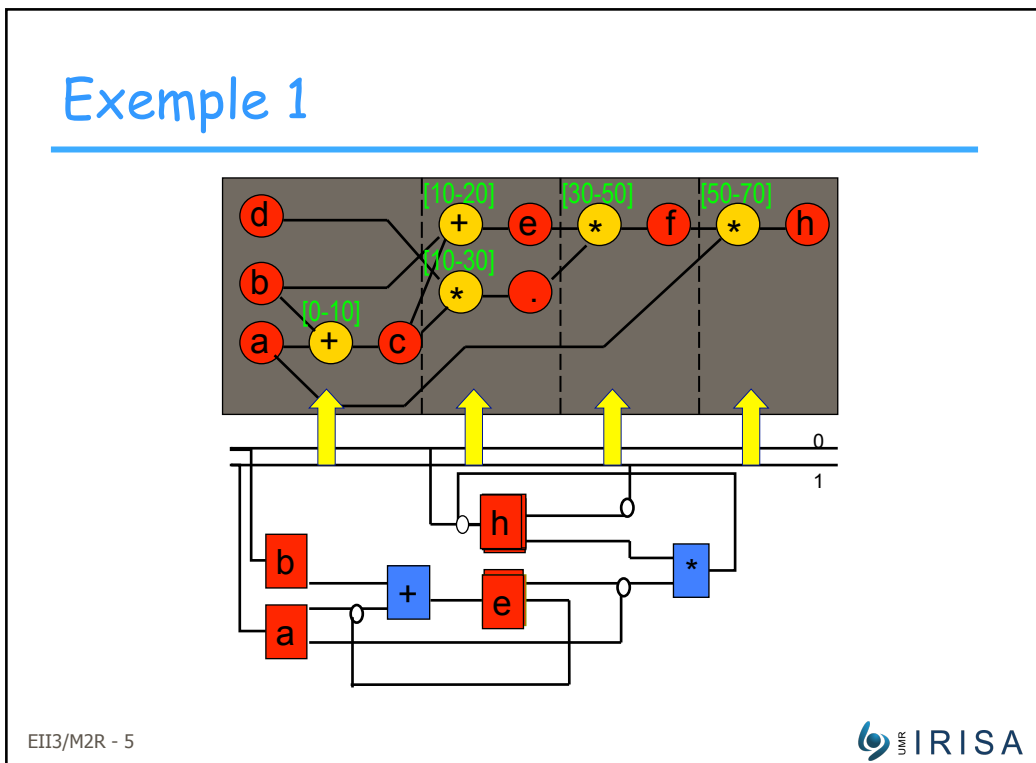 Exemple 1
[10-20] [30-50] [50-70]
d + e * f * h
[10-30]
b * .
[0-10]
a + c
0
1
h
b + e *
a
EII3/M2R - 5
UMR IRISA